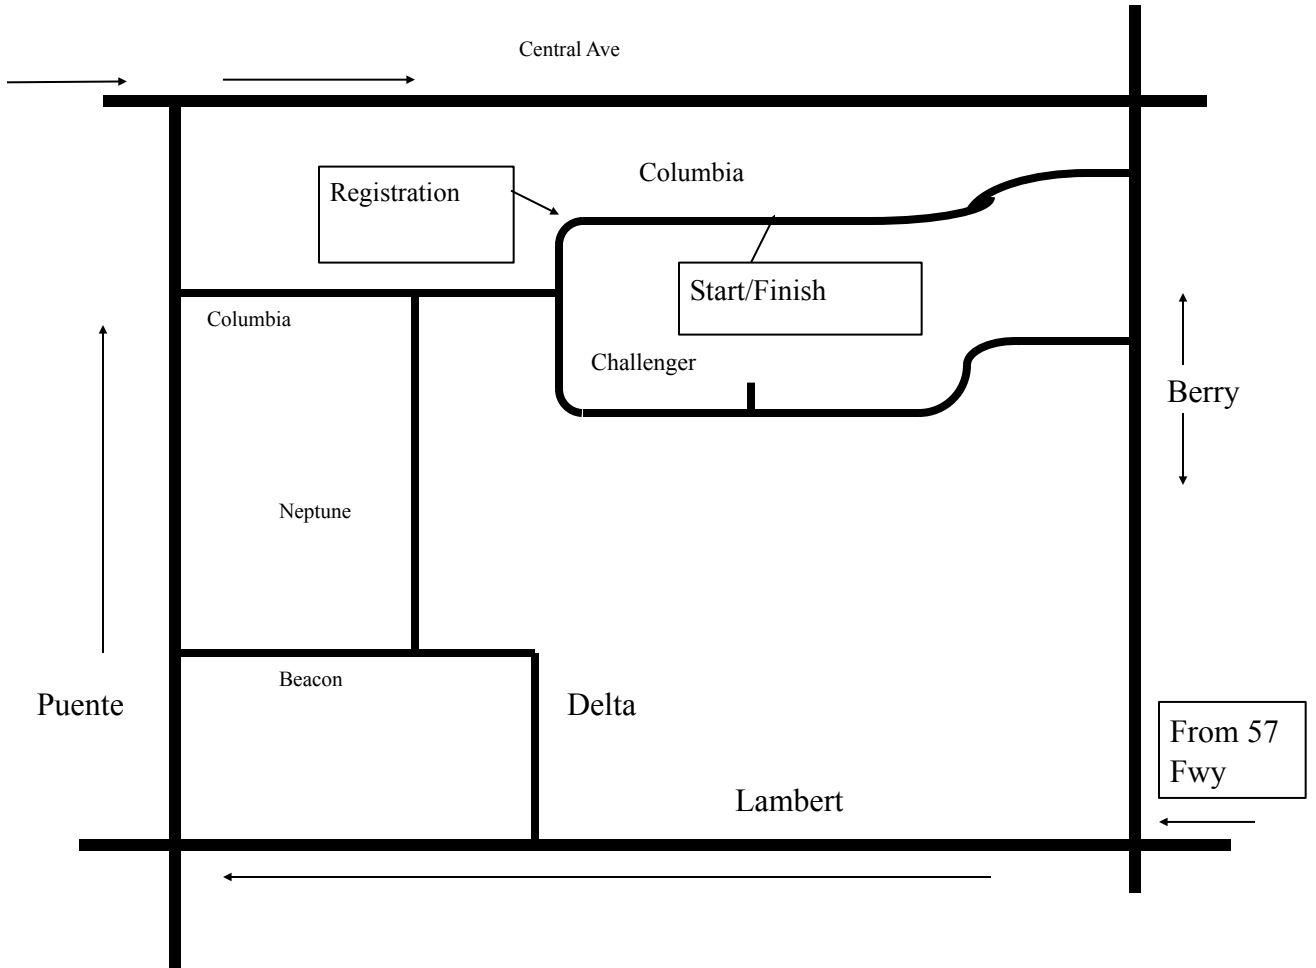 Central Ave
Columbia
Registration
Start/Finish
Columbia
Challenger
Berry
Neptune
Beacon
Puente
Delta
From 57
Fwy
Lambert